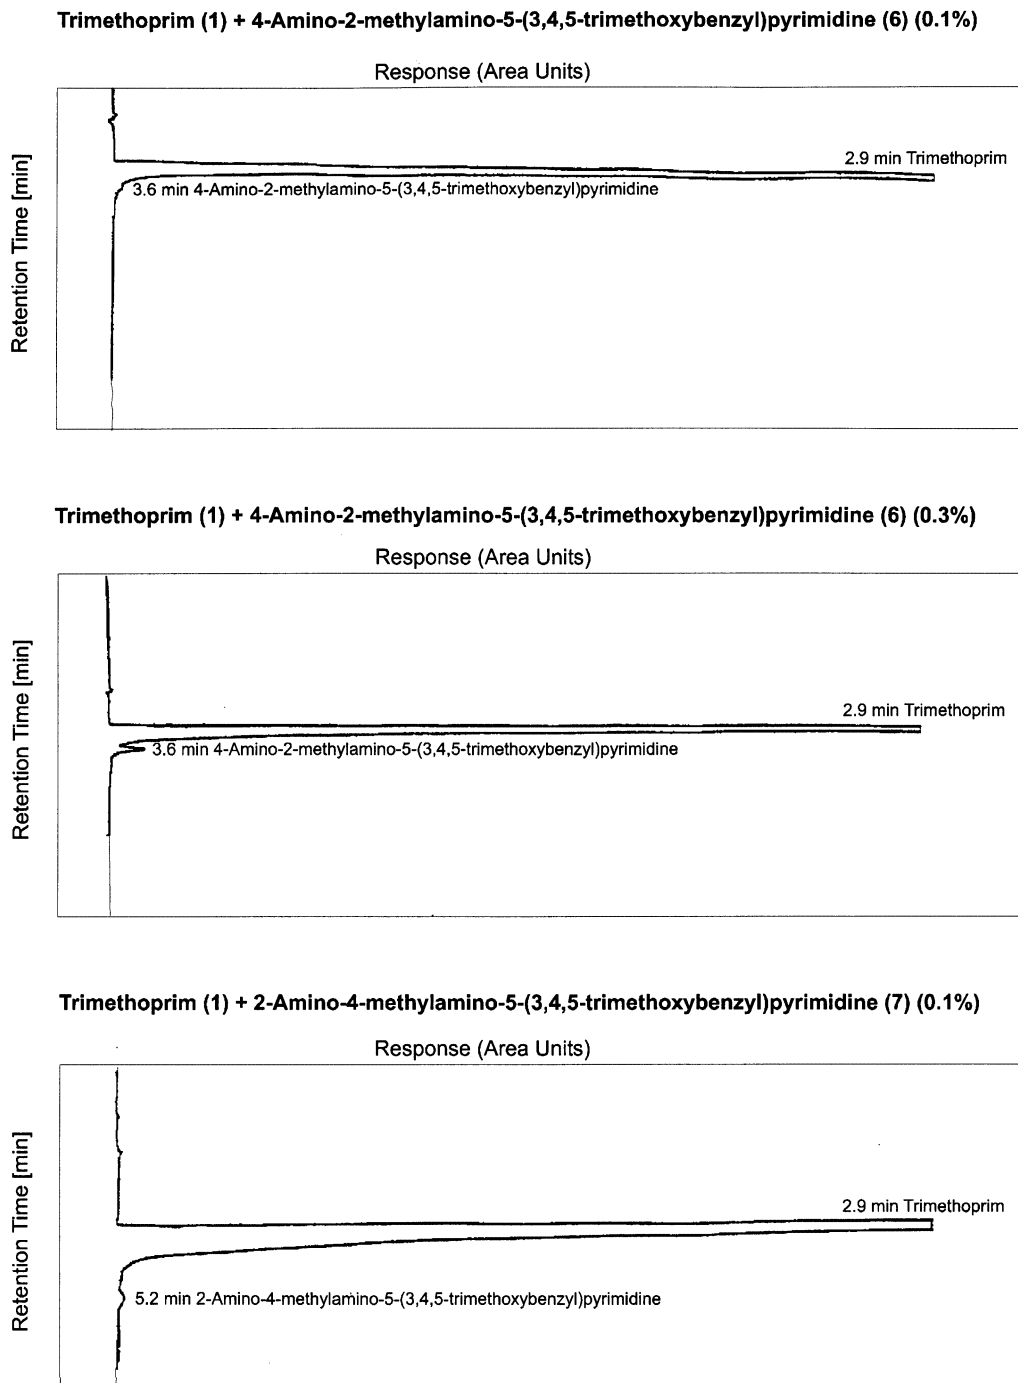 Trimethoprim (1) + 4-Amino-2-methylamino-5-(3,4,5-trimethoxybenzyl)pyrimidine (6) (0.1%)
Response (Area Units)
Retention Time [min]
2.9 min Trimethoprim
3.6 min 4-Amino-2-methylamino-5-(3,4,5-trimethoxybenzyl)pyrimidine
Trimethoprim (1) + 4-Amino-2-methylamino-5-(3,4,5-trimethoxybenzyl)pyrimidine (6) (0.3%)
Response (Area Units)
Retention Time [min]
2.9 min Trimethoprim
3.6 min 4-Amino-2-methylamino-5-(3,4,5-trimethoxybenzyl)pyrimidine
Trimethoprim (1) + 2-Amino-4-methylamino-5-(3,4,5-trimethoxybenzyl)pyrimidine (7) (0.1%)
Response (Area Units)
Retention Time [min]
2.9 min Trimethoprim
5.2 min 2-Amino-4-methylamino-5-(3,4,5-trimethoxybenzyl)pyrimidine